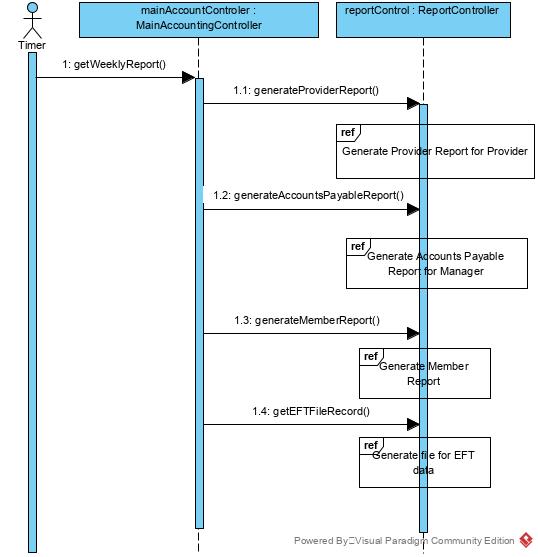 mainAccountControler :
MainAccountingController
reportControl : ReportController
Timer
1: getWeeklyReport()
1.1: generateProviderReport()
ref
Generate Provider Report for Provider
1.2: generateAccountsPayableReport()
ref
Generate Accounts Payable
Report for Manager
1.3: generateMemberReport()
ref
Generate Member
Report
1.4: getEFTFileRecord()
ref
Generate file for EFT
data
Powered By Visual Paradigm Community Edition